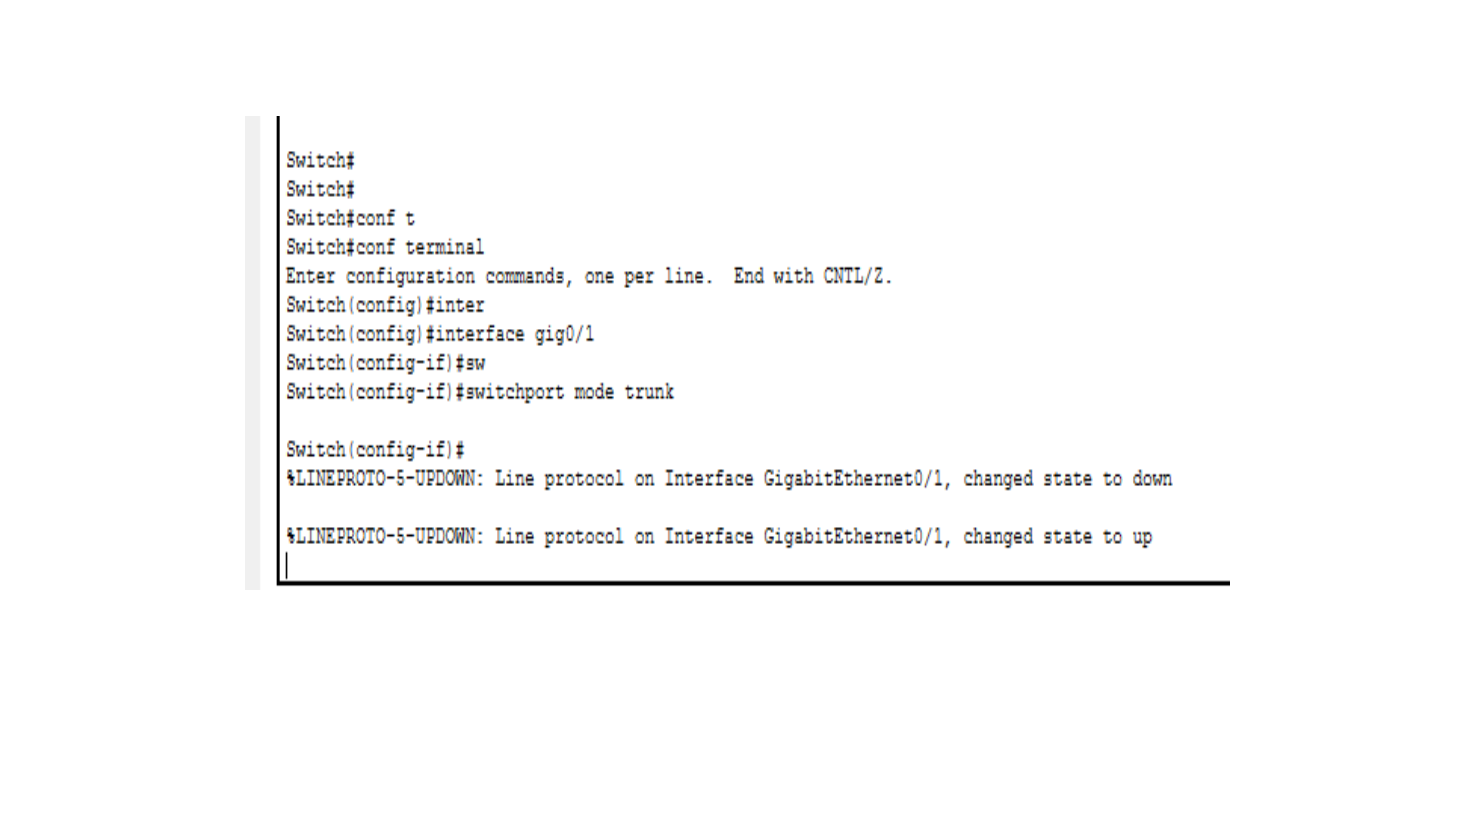 Switch#
Switch#
Switch#conf t
Switch#conf terminal
Enter configuration commands, one per line.  End with CNTL/Z.
Switch(config)#inter
Switch(config)#interface gig0/1
Switch(config-if)#sw
Switch(config-if)#switchport mode trunk
Switch(config-if)#
%LINEPROTO-5-UPDOWN: Line protocol on Interface GigabitEthernet0/1, changed state to down
%LINEPROTO-5-UPDOWN: Line protocol on Interface GigabitEthernet0/1, changed state to up